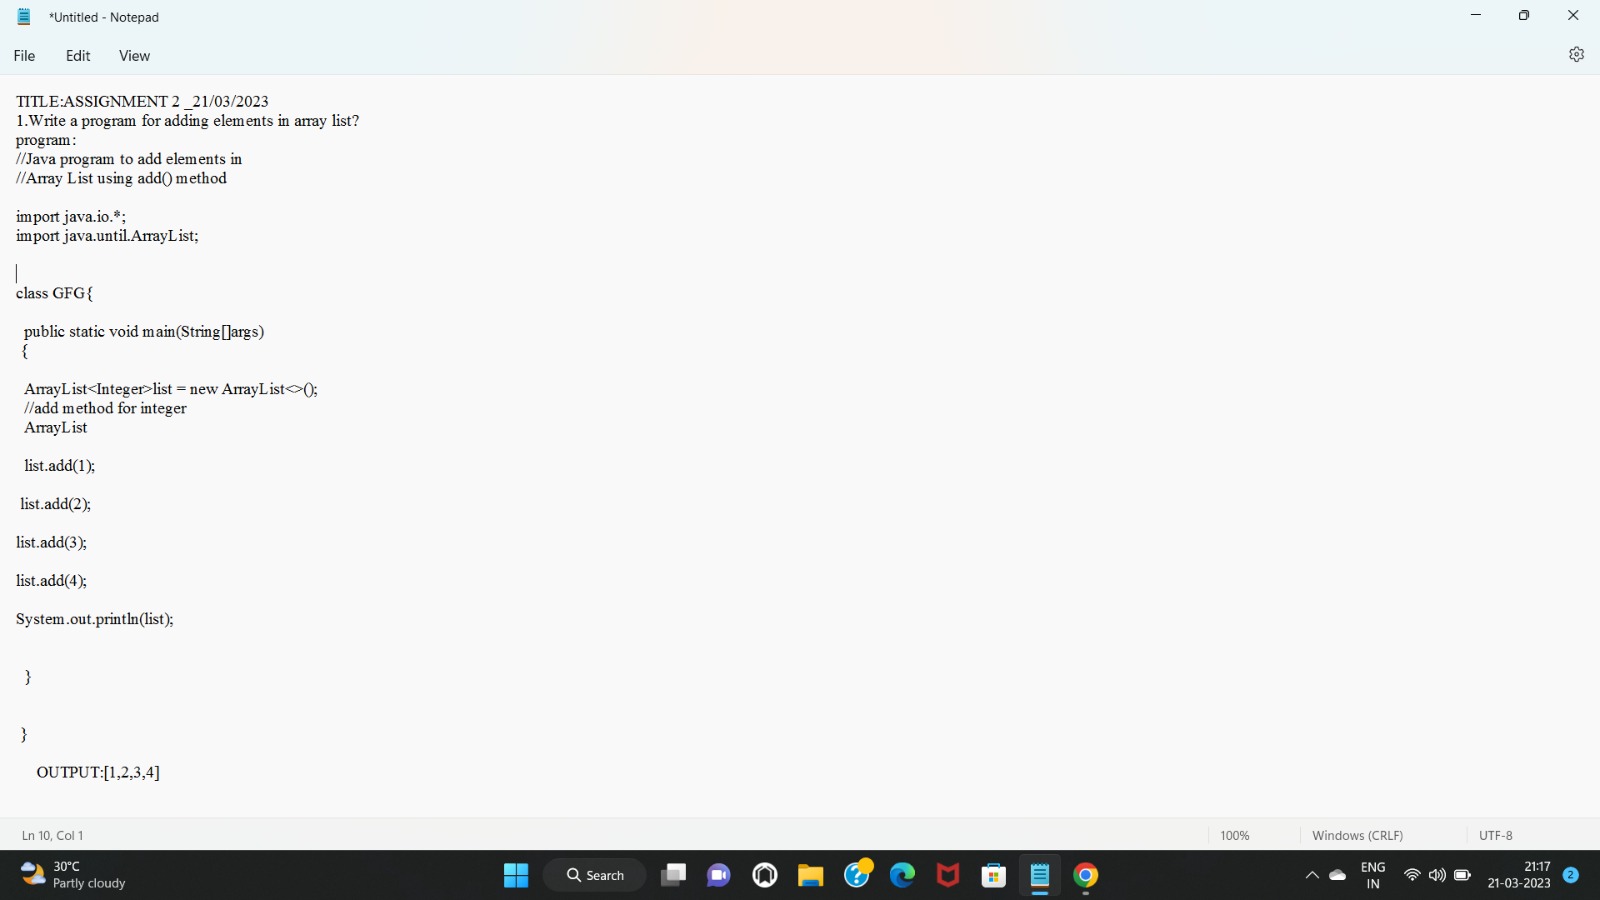 *Untitled - Notepad
File Edit View
TITLE:ASSIGNMENT 2 _21/03/2023
1.Write a program for adding elements in array list?
program:
//Java program to add elements in
//Array List using add() method
import java.io.*;
import java.until.ArrayList;
class GFG{
public static void main(String[]args)
{
ArrayList<Integer>list = new ArrayList<>();
//add method for integer
ArrayList
list.add(1);
list.add(2);
list.add(3);
list.add(4);
System.out.println(list);
}
}
OUTPUT:[1,2,3,4]
Ln 10, Col 1 100% Windows (CRLF) UTF-8
30°C
Partly cloudy
Search
ENG
IN
21:17
21-03-2023
2